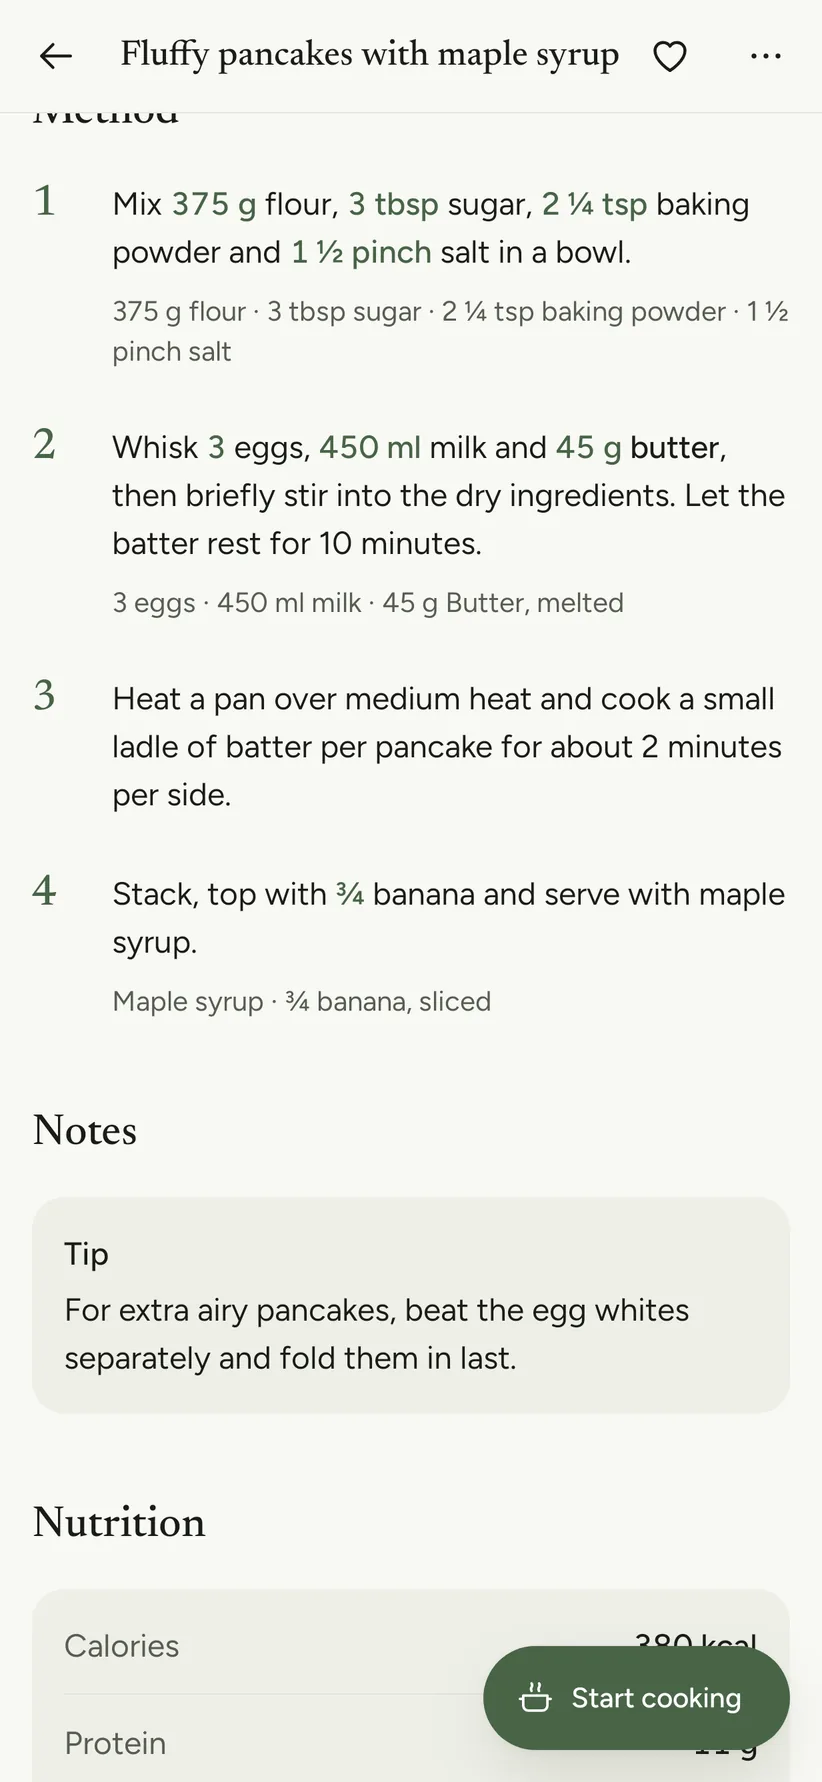 Fluffy pancakes with maple syrup
Method
1
Mix 375 g flour, 3 tbsp sugar, 2 ¼ tsp baking
powder and 1 ½ pinch salt in a bowl.
375 g flour · 3 tbsp sugar · 2 ¼ tsp baking powder · 1 ½
pinch salt
2
Whisk 3 eggs, 450 ml milk and 45 g butter,
then briefly stir into the dry ingredients. Let the
batter rest for 10 minutes.
3 eggs · 450 ml milk · 45 g Butter, melted
3
Heat a pan over medium heat and cook a small
ladle of batter per pancake for about 2 minutes
per side.
4
Stack, top with ¾ banana and serve with maple
syrup.
Maple syrup · ¾ banana, sliced
Notes
Tip
For extra airy pancakes, beat the egg whites
separately and fold them in last.
Nutrition
Calories 380 kcal
Start cooking
Protein 11 g